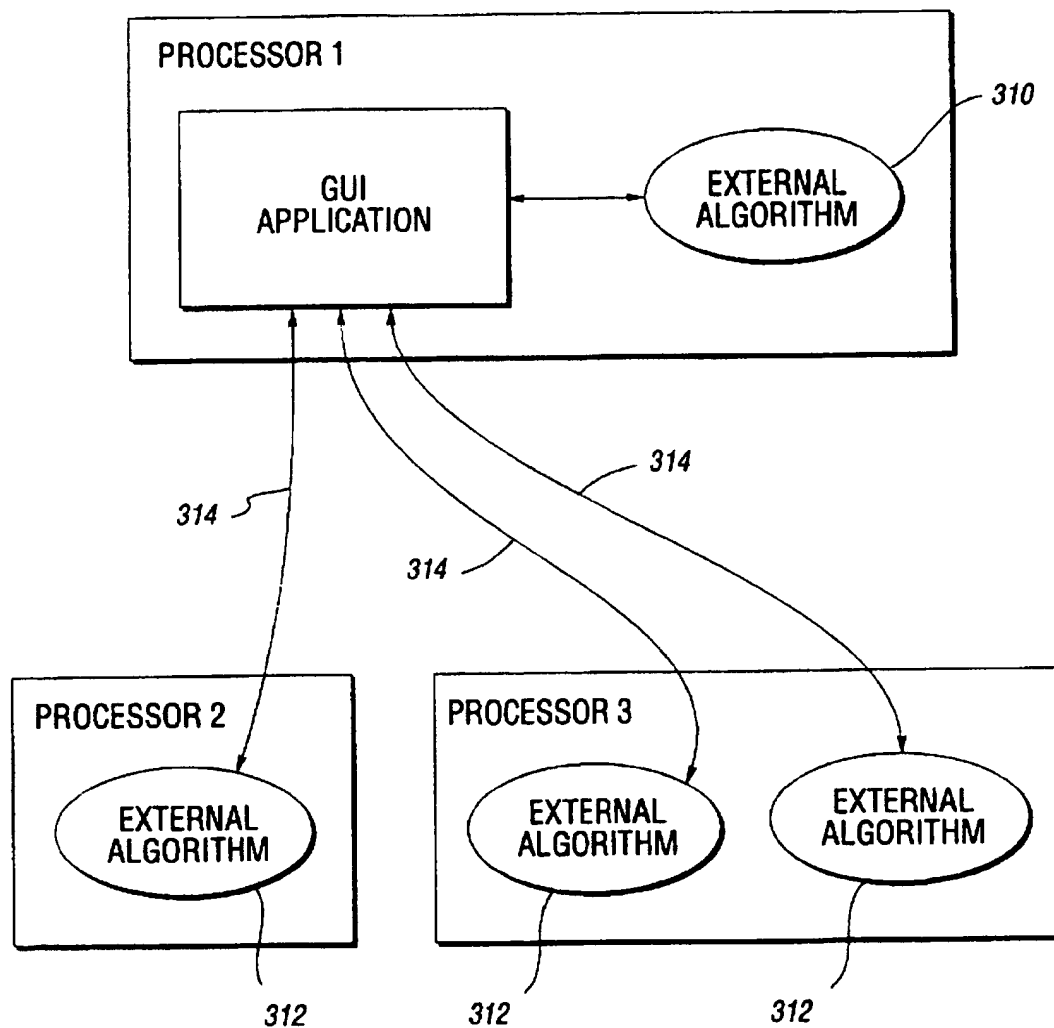 PROCESSOR 1
310
GUI
APPLICATION
EXTERNAL
ALGORITHM
314
314
314
PROCESSOR 2
EXTERNAL
ALGORITHM
312
PROCESSOR 3
EXTERNAL
ALGORITHM
312
EXTERNAL
ALGORITHM
312